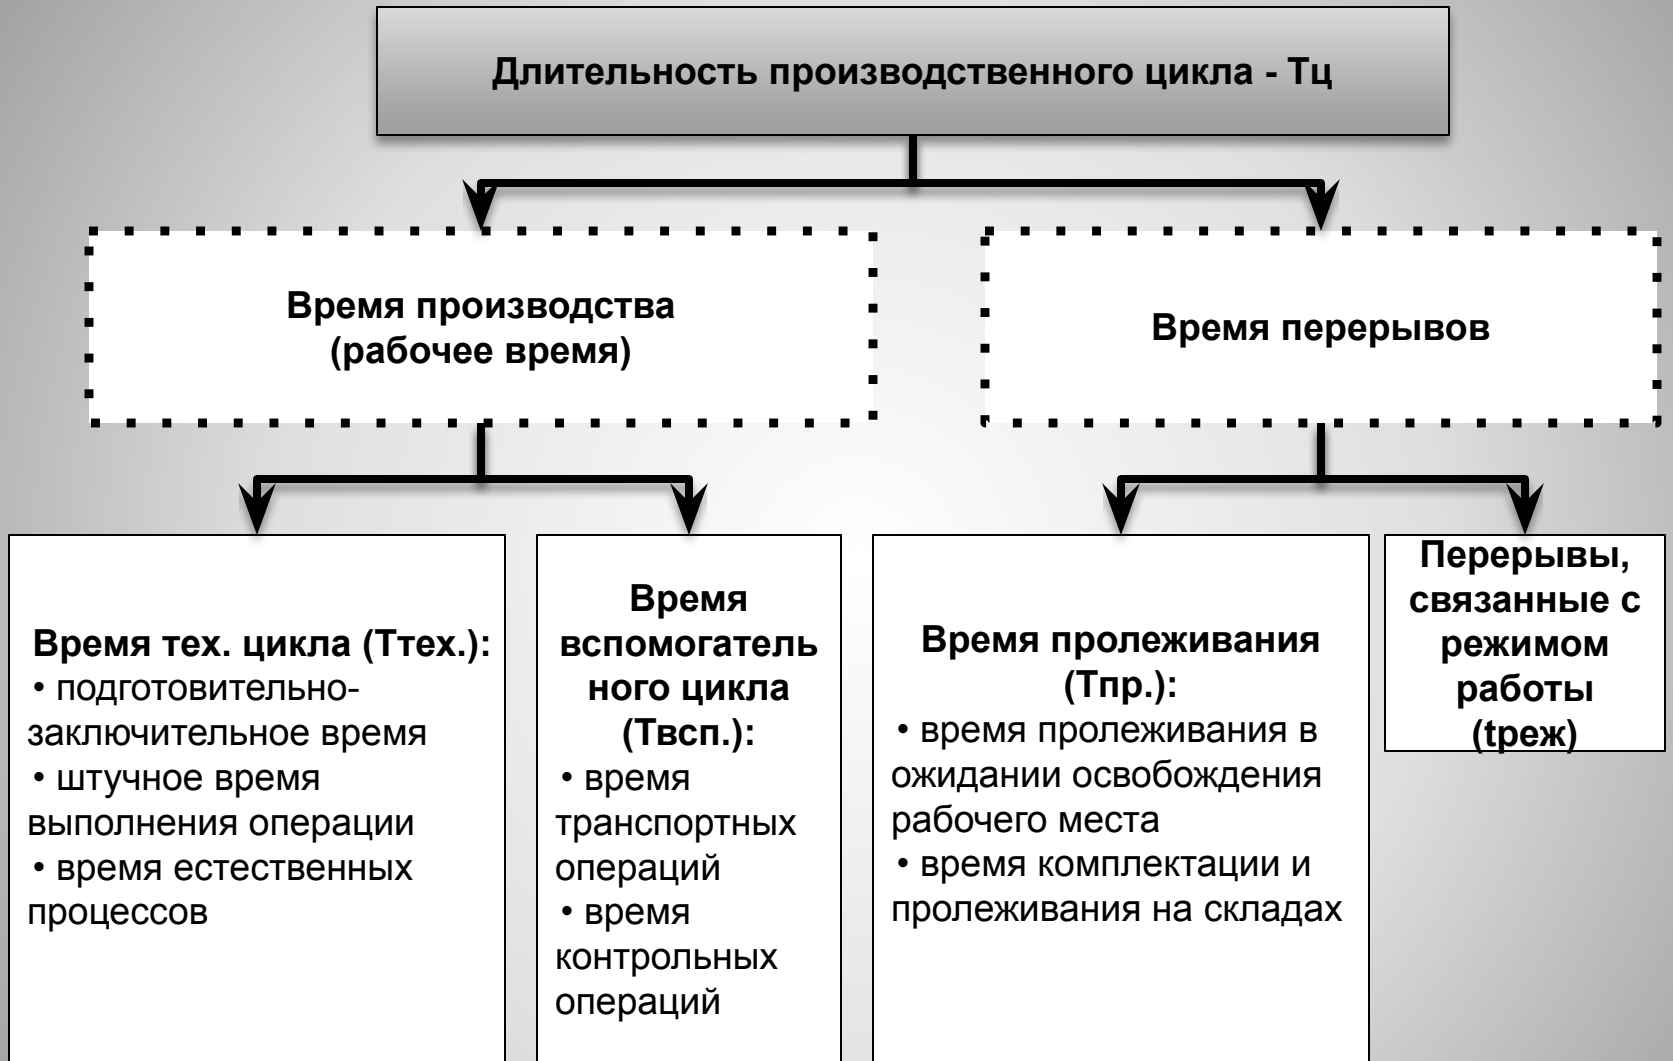 Длительность производственного цикла - Тц
Время производства
(рабочее время)
Время перерывов
Время тех. цикла (Ттех.):
• подготовительно-
заключительное время
• штучное время
выполнения операции
• время естественных
процессов
Время
вспомогатель
ного цикла
(Твсп.):
• время
транспортных
операций
• время
контрольных
операций
Время пролеживания
(Тпр.):
• время пролеживания в
ожидании освобождения
рабочего места
• время комплектации и
пролеживания на складах
Перерывы,
связанные с
режимом
работы
(tреж)